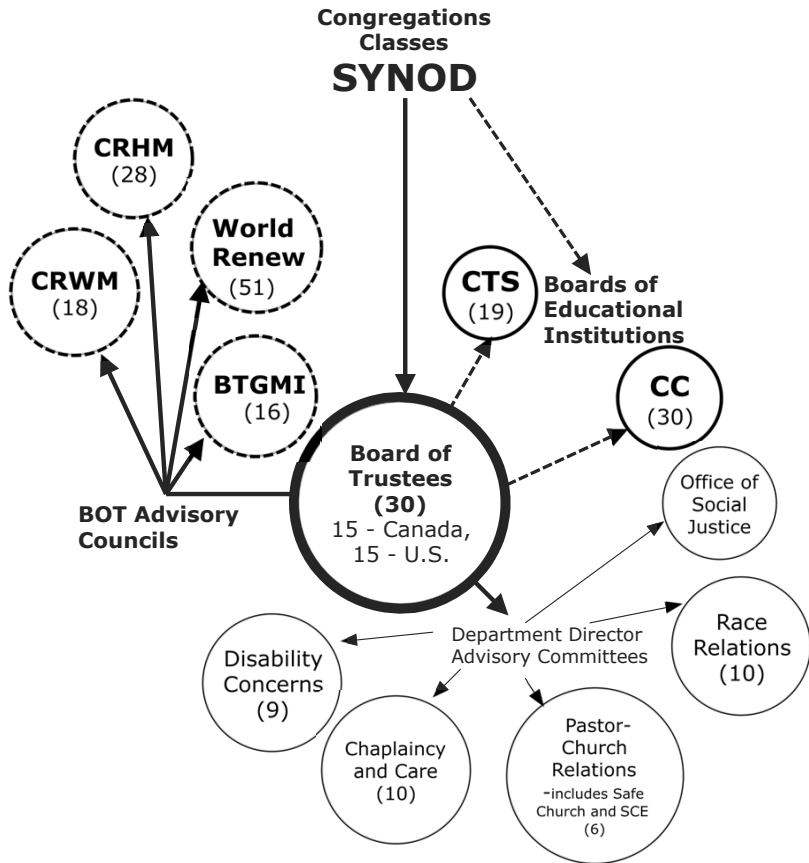 Congregations
Classes
SYNOD
CRHM
(28)
World
Renew
(51)
CRWM
(18)
BTGMI
(16)
CTS
(19)
Boards of
Educational
Institutions
CC
(30)
Board of
Trustees
(30)
15 - Canada,
15 - U.S.
BOT Advisory
Councils
Office of
Social
Justice
Department Director
Advisory Committees
Race
Relations
(10)
Disability
Concerns
(9)
Chaplaincy
and Care
(10)
Pastor-
Church
Relations
-includes Safe
Church and SCE
(6)